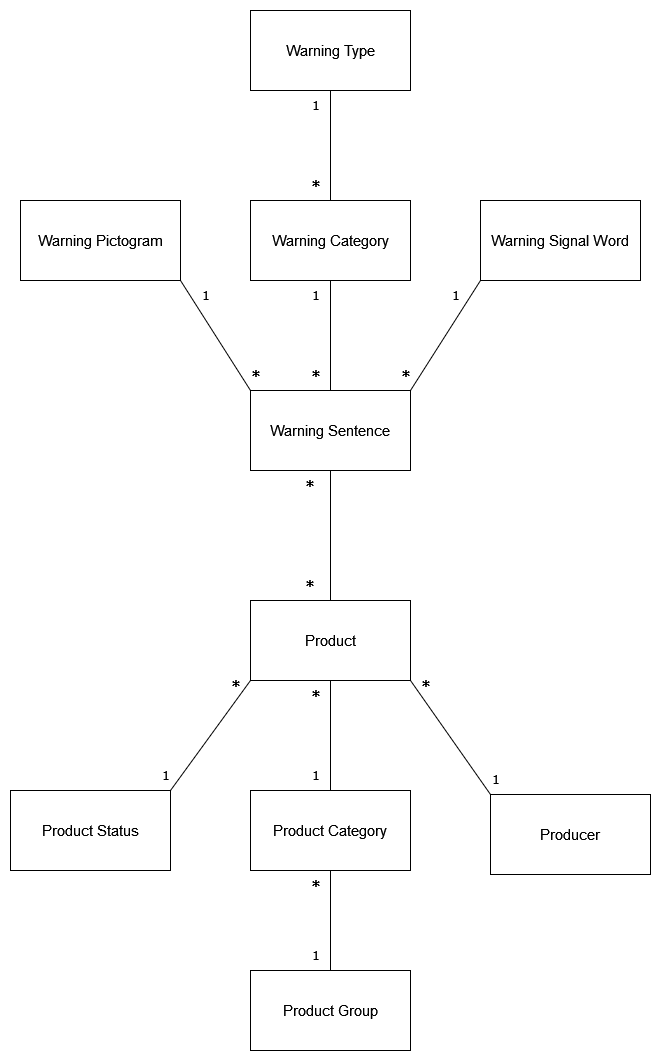 Warning Type
1
*
Warning Pictogram
Warning Category
Warning Signal Word
1
1
1
*
*
*
Warning Sentence
*
*
Product
*
*
*
1
1
1
Product Status
Product Category
Producer
*
1
Product Group